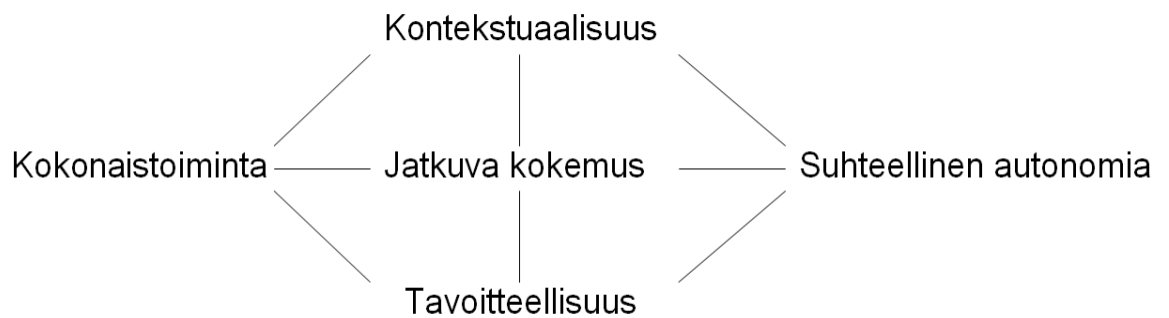 Kontekstuaalisuus
Kokonaistoiminta
Jatkuva kokemus
Suhteellinen autonomia
Tavoitteellisuus